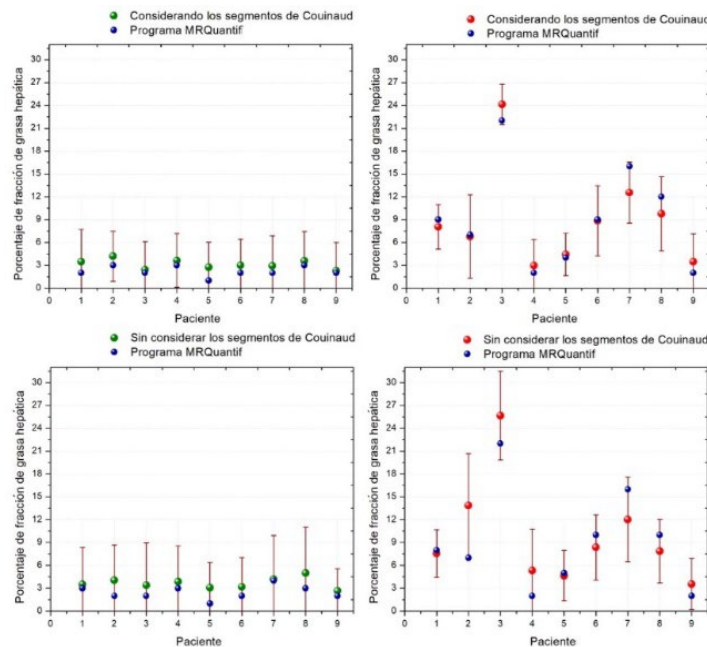 Considerando los segmentos de Couinaud
Programa MRQuantif
Porcentaje de fracción de grasa hepática
30
27
24
21
18
15
12
9
6
3
0
0 1 2 3 4 5 6 7 8 9
Paciente
Considerando los segmentos de Couinaud
Programa MRQuantif
Porcentaje de fracción de grasa hepática
30
27
24
21
18
15
12
9
6
3
0
0 1 2 3 4 5 6 7 8 9
Paciente
Sin considerar los segmentos de Couinaud
Programa MRQuantif
Porcentaje de fracción de grasa hepática
30
27
24
21
18
15
12
9
6
3
0
0 1 2 3 4 5 6 7 8 9
Paciente
Sin considerar los segmentos de Couinaud
Programa MRQuantif
Porcentaje de fracción de grasa hepática
30
27
24
21
18
15
12
9
6
3
0
0 1 2 3 4 5 6 7 8 9
Paciente